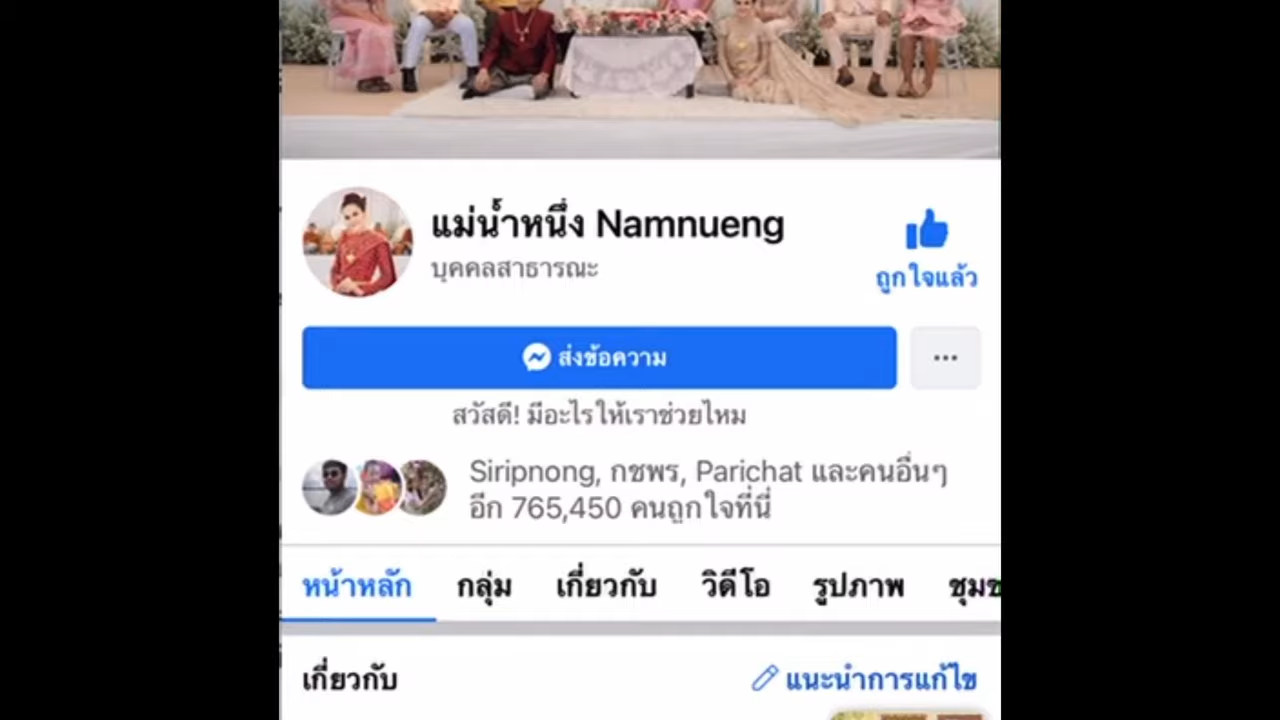 แม่น้ำหนึ่ง Namnueng
บุคคลสาธารณะ
ถูกใจแล้ว
ส่งข้อความ
สวัสดี! มีอะไรให้เราช่วยไหม
Siripnong, กชพร, Parichat และคนอื่นๆ
อีก 765,450 คนถูกใจที่นี่
หน้าหลัก กลุ่ม เกี่ยวกับ วิดีโอ รูปภาพ
เกี่ยวกับ แนะนำการแก้ไข